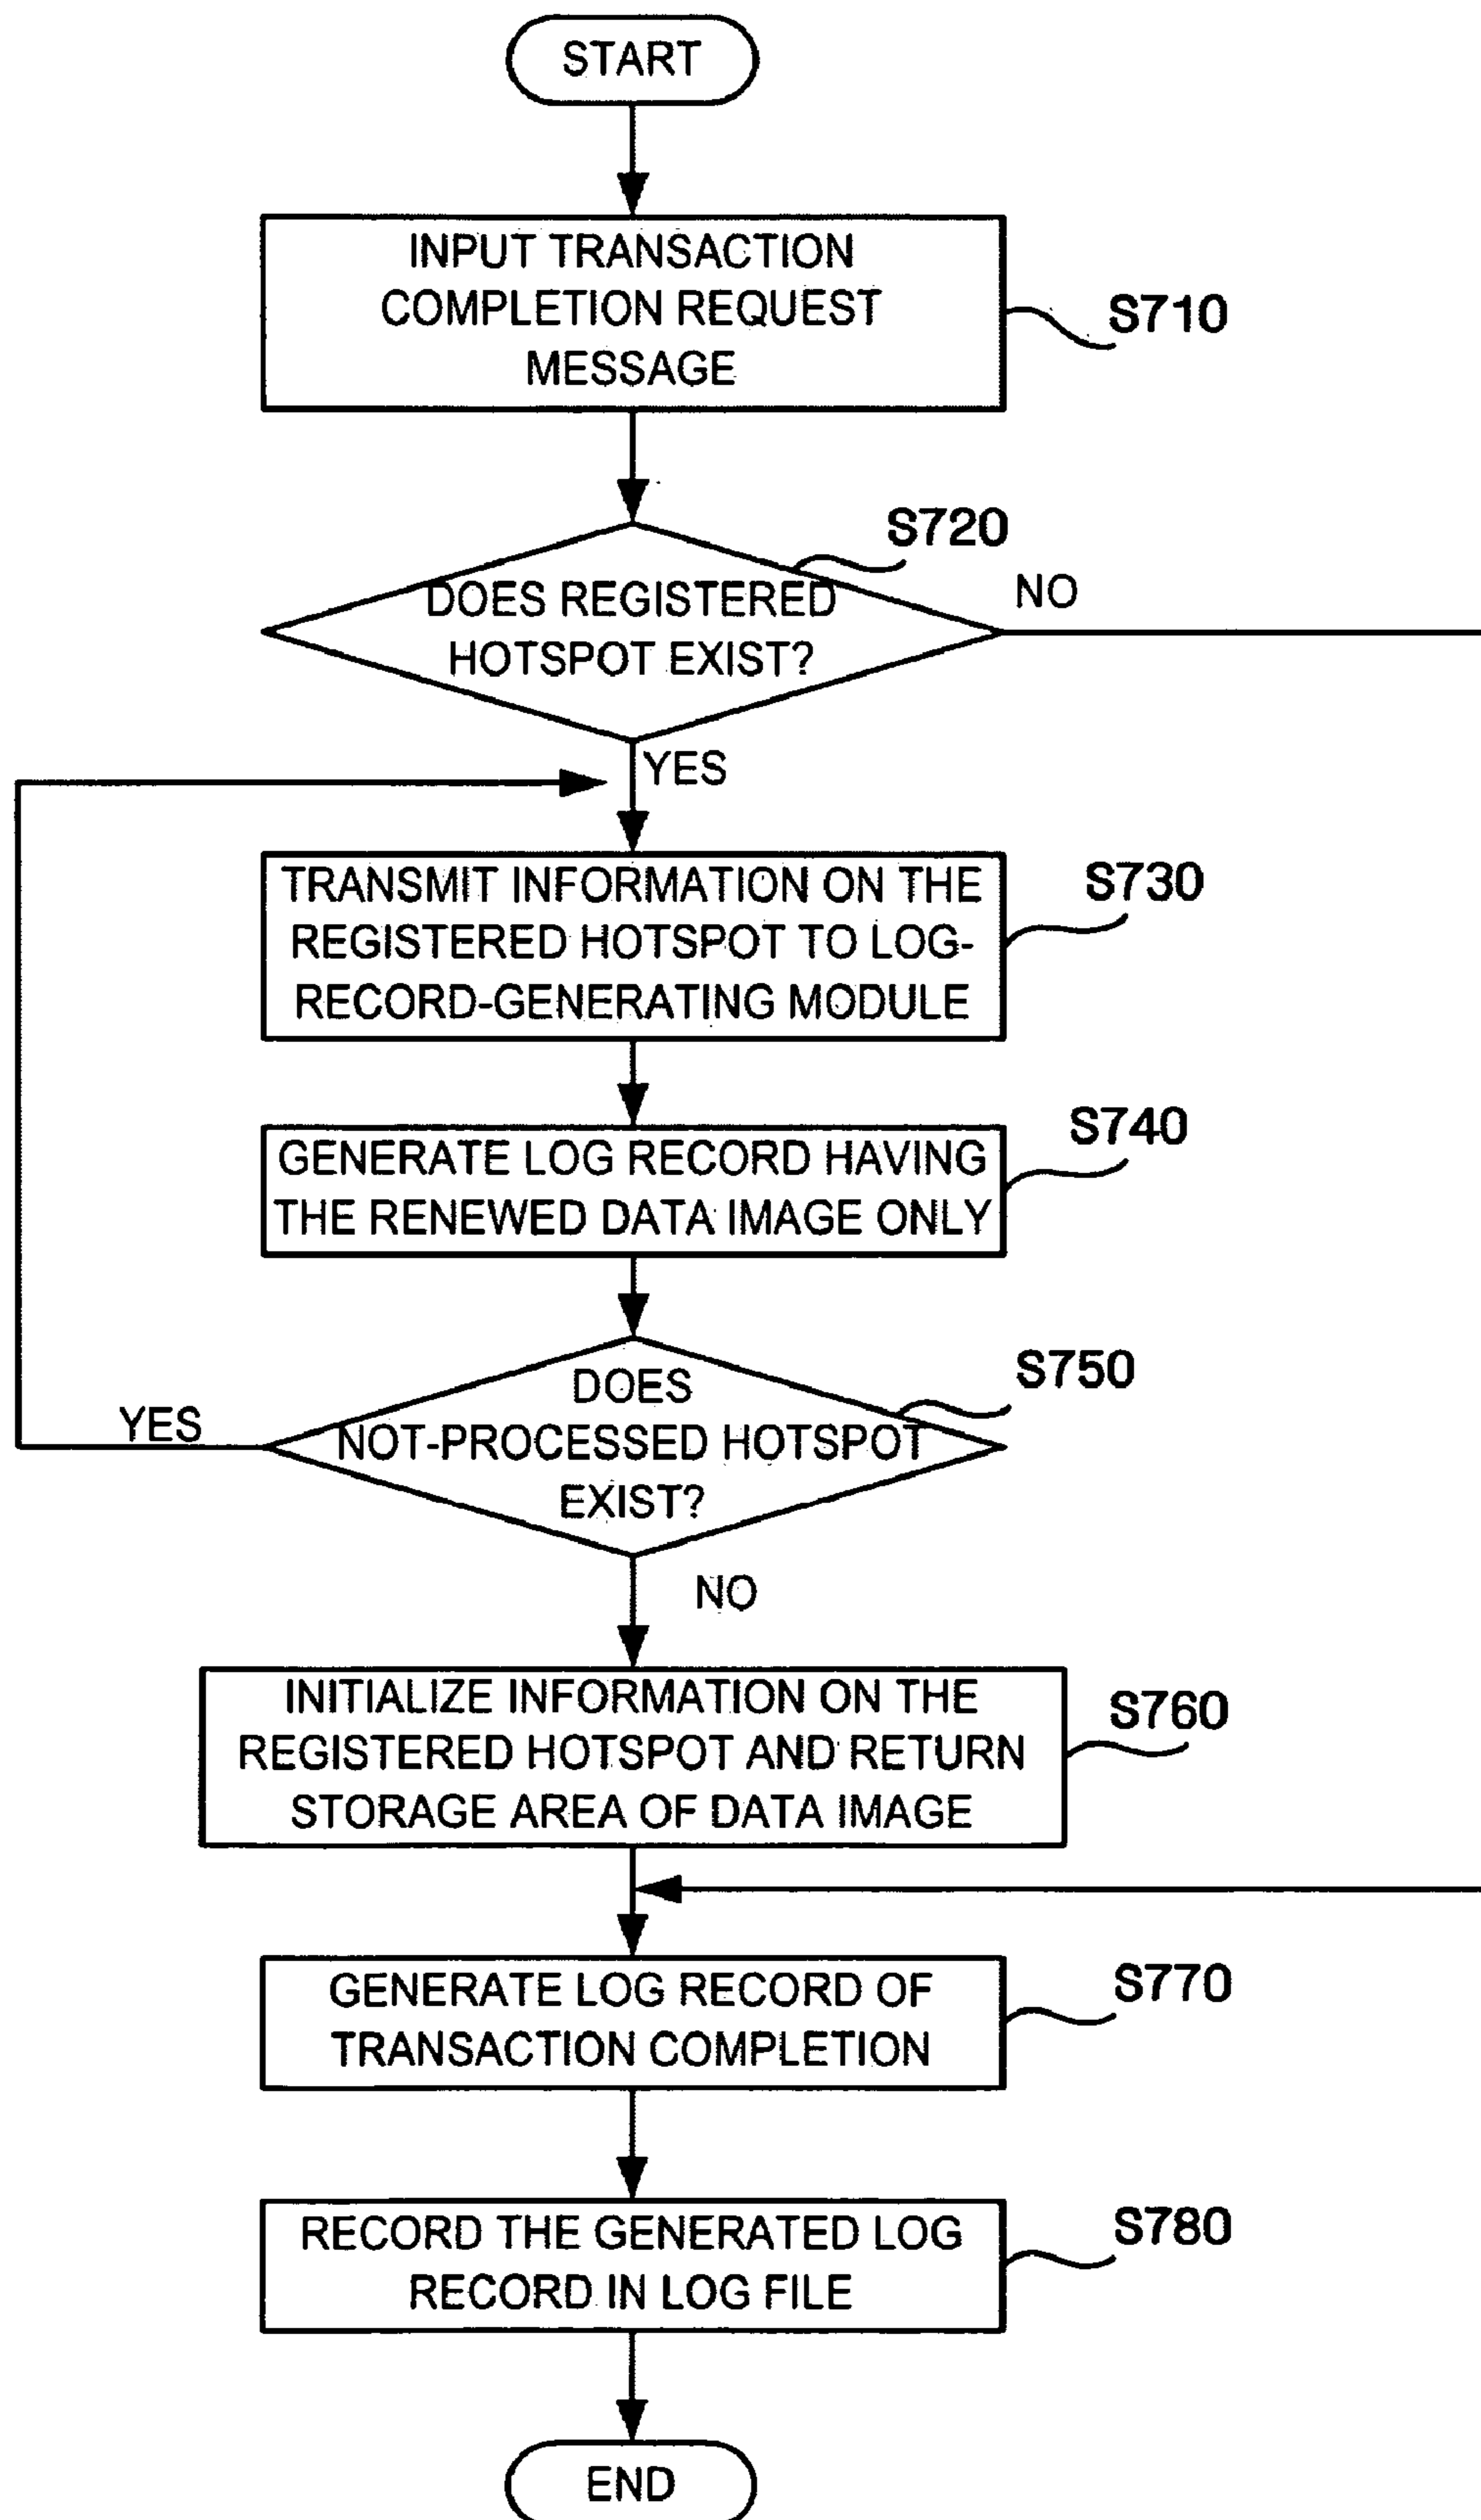 START
INPUT TRANSACTION
COMPLETION REQUEST
MESSAGE
S710
S720
DOES REGISTERED
HOTSPOT EXIST?
NO
YES
TRANSMIT INFORMATION ON THE
REGISTERED HOTSPOT TO LOG-
RECORD-GENERATING MODULE
S730
GENERATE LOG RECORD HAVING
THE RENEWED DATA IMAGE ONLY
S740
DOES
NOT-PROCESSED HOTSPOT
EXIST?
S750
YES
NO
INITIALIZE INFORMATION ON THE
REGISTERED HOTSPOT AND RETURN
STORAGE AREA OF DATA IMAGE
S760
GENERATE LOG RECORD OF
TRANSACTION COMPLETION
S770
RECORD THE GENERATED LOG
RECORD IN LOG FILE
S780
END